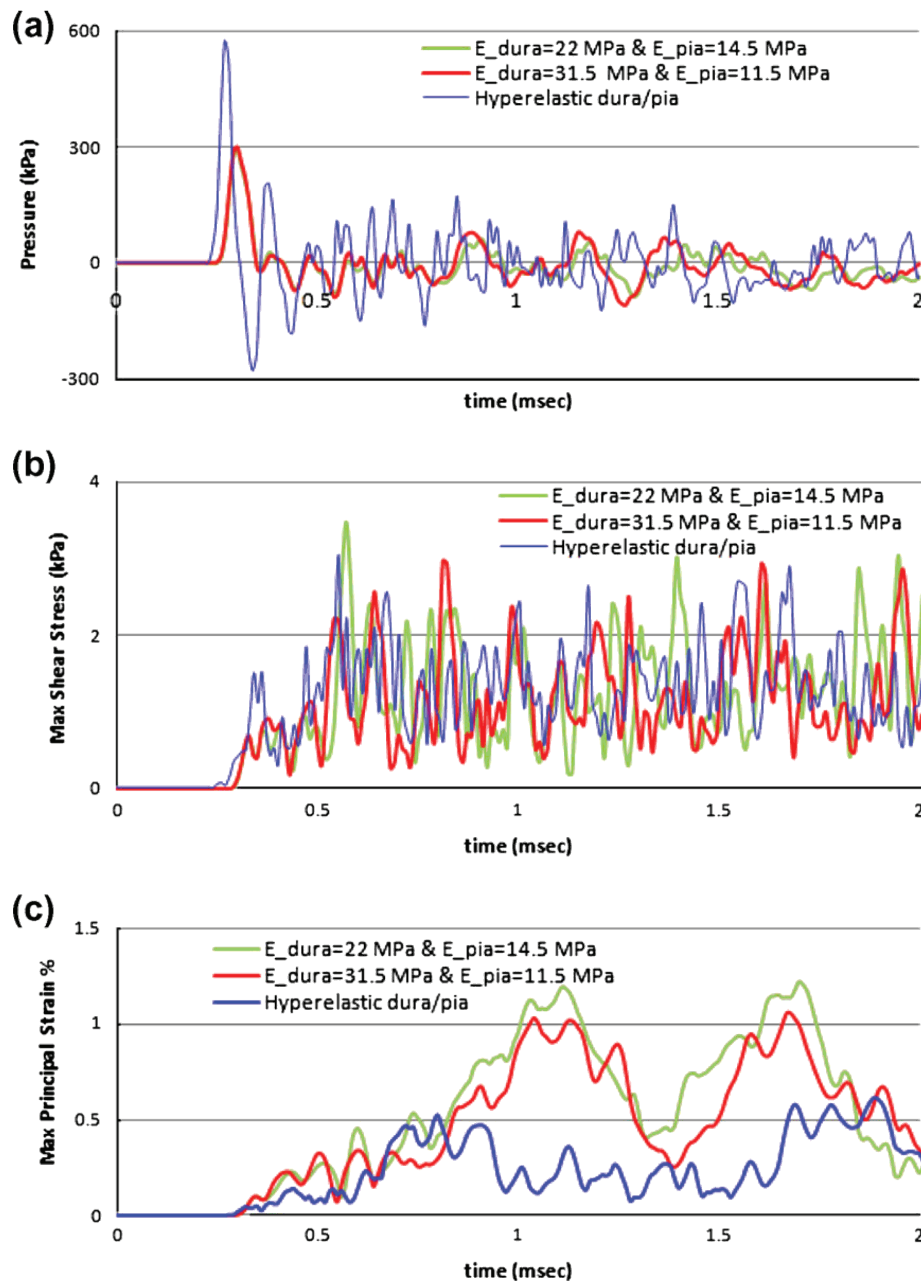 (a)
600
300
0
-300
Pressure (kPa)
E_dura=22 MPa & E_pia=14.5 MPa
E_dura=31.5 MPa & E_pia=11.5 MPa
Hyperelastic dura/pia
0 0.5 1 1.5 2
time (msec)
(b)
4
2
0
Max Shear Stress (kPa)
E_dura=22 MPa & E_pia=14.5 MPa
E_dura=31.5 MPa & E_pia=11.5 MPa
Hyperelastic dura/pia
0 0.5 1 1.5 2
time (msec)
(c)
1.5
1
0.5
0
Max Principal Strain %
E_dura=22 MPa & E_pia=14.5 MPa
E_dura=31.5 MPa & E_pia=11.5 MPa
Hyperelastic dura/pia
0 0.5 1 1.5 2
time (msec)